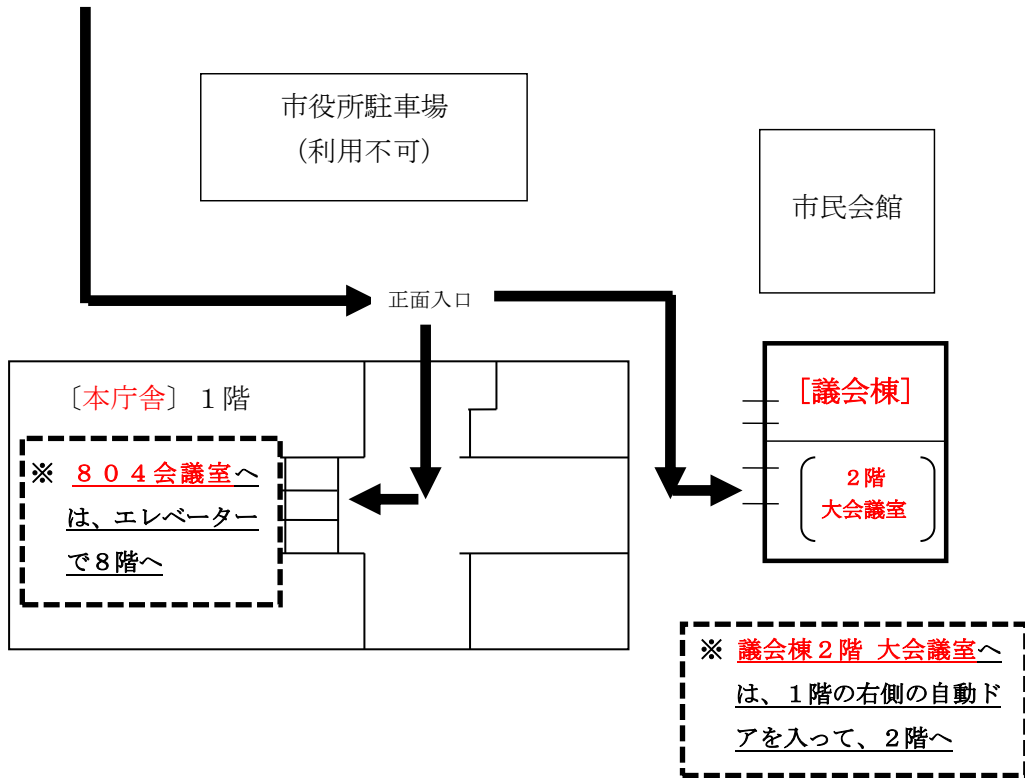 市役所駐車場
（利用不可）
市民会館
正面入口
〔本庁舎〕１階
※ ８０４会議室へ
は、エレベーター
で８階へ
［議会棟］
２階
大会議室
※ 議会棟２階 大会議室へ
は、１階の右側の自動ド
アを入って、２階へ